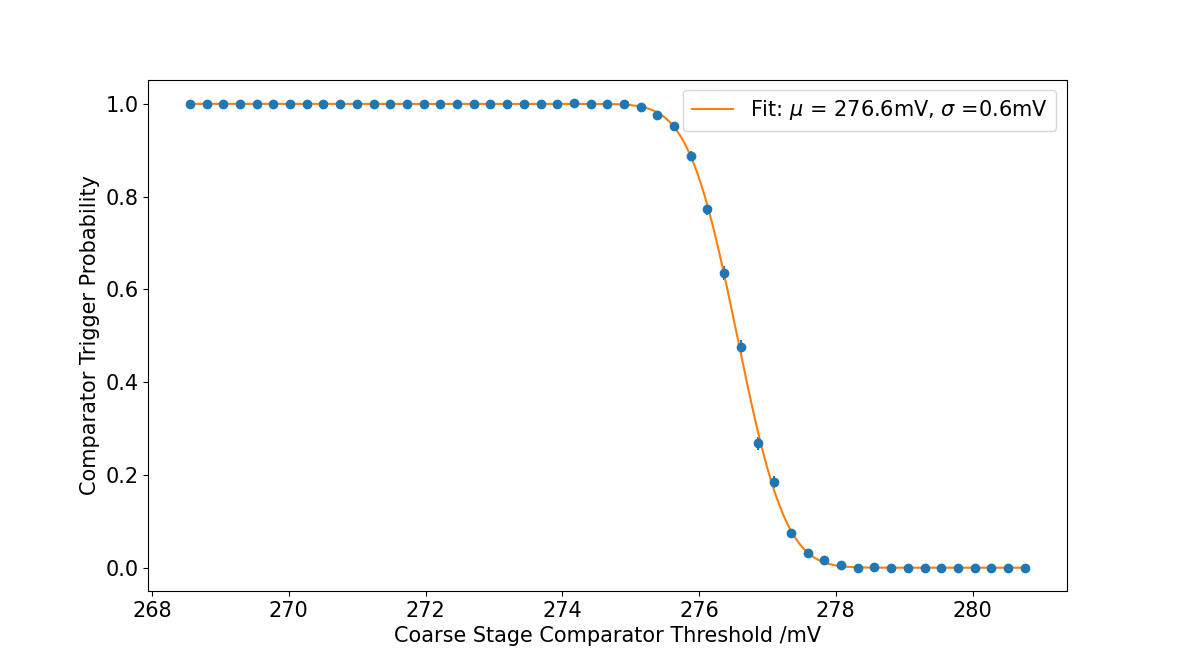 Fit: μ = 276.6mV, σ =0.6mV
Comparator Trigger Probability
1.0
0.8
0.6
0.4
0.2
0.0
268 270 272 274 276 278 280
Coarse Stage Comparator Threshold /mV